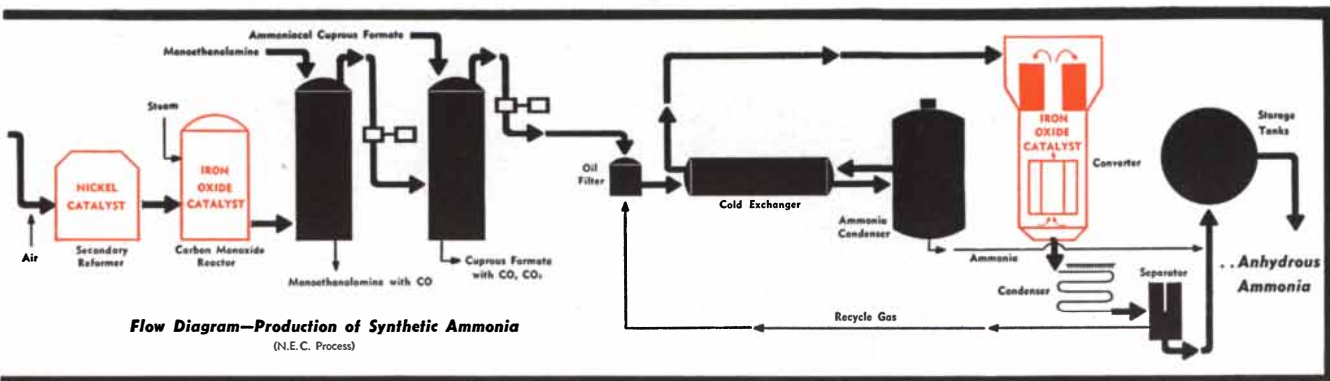 Ammoniacal Cuprous Formate
Monoethanolamine
Steam
NICKEL
CATALYST
IRON
OXIDE
CATALYST
Air
Secondary
Reformer
Carbon Monoxide
Reactor
Monoethanolamine with CO
Cuprous Formate
with CO, CO₂
Oil
Filter
Cold Exchanger
Ammonia
Condenser
IRON
OXIDE
CATALYST
Converter
Storage
Tanks
Ammonia
Condenser
Separator
. . Anhydrous
Ammonia
Recycle Gas
Flow Diagram—Production of Synthetic Ammonia
(N.E.C. Process)